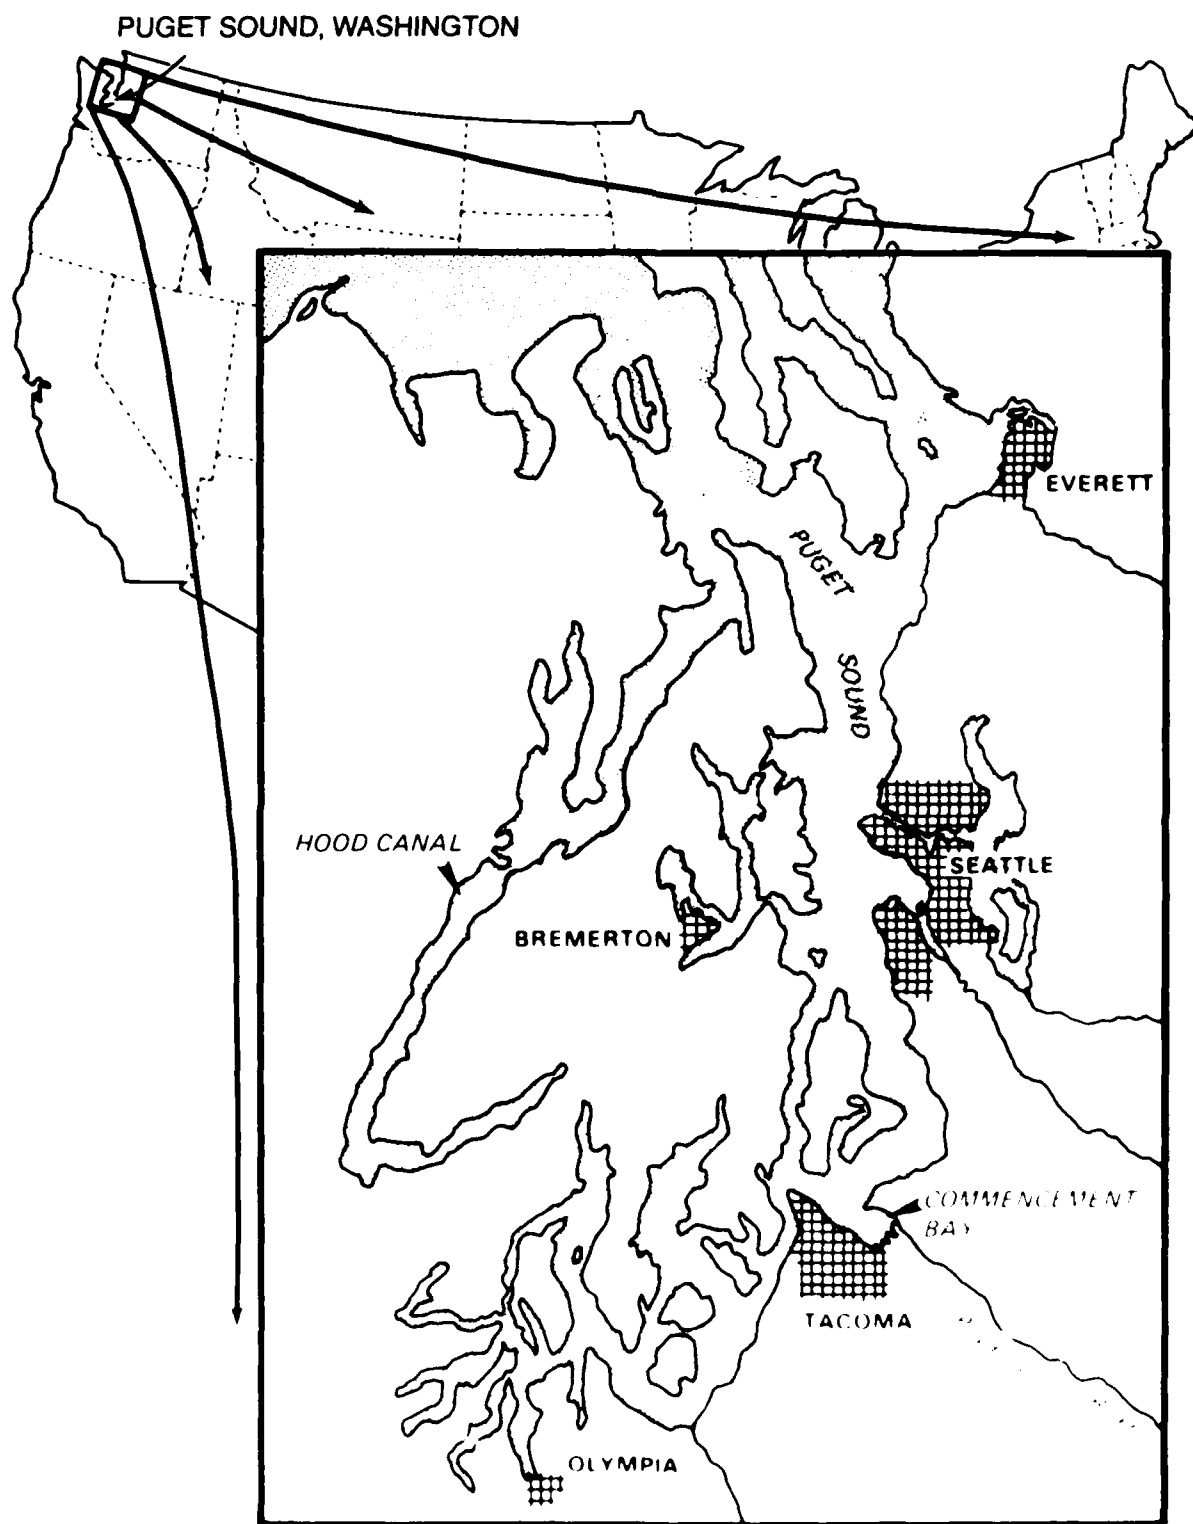 PUGET SOUND, WASHINGTON
EVERETT
PUGET
SOUND
HOOD CANAL
SEATTLE
BREMERTON
COMMENCEMENT
BAY
TACOMA
OLYMPIA